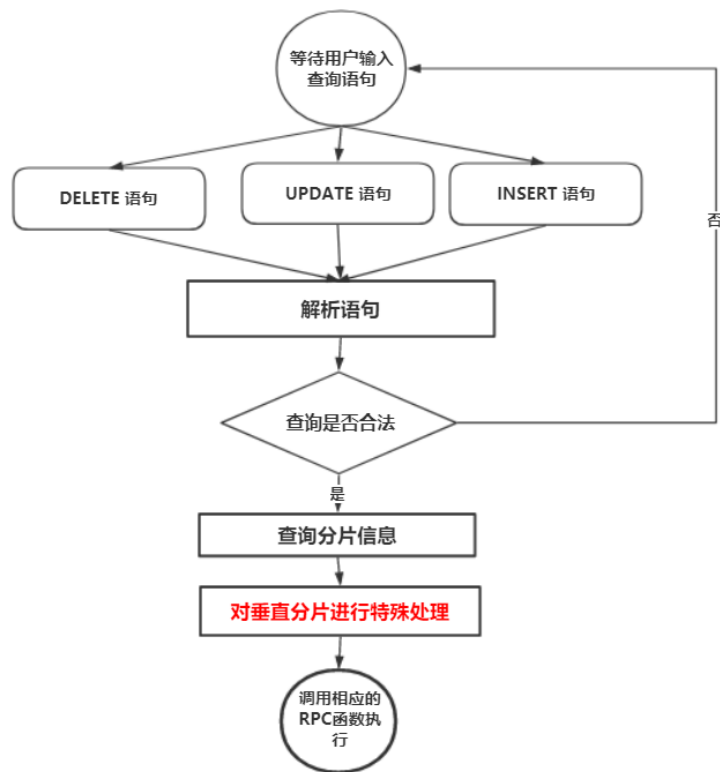 等待用户输入
查询语句
DELETE 语句
UPDATE 语句
INSERT 语句
否
解析语句
查询是否合法
是
查询分片信息
对垂直分片进行特殊处理
调用相应的
RPC函数执
行